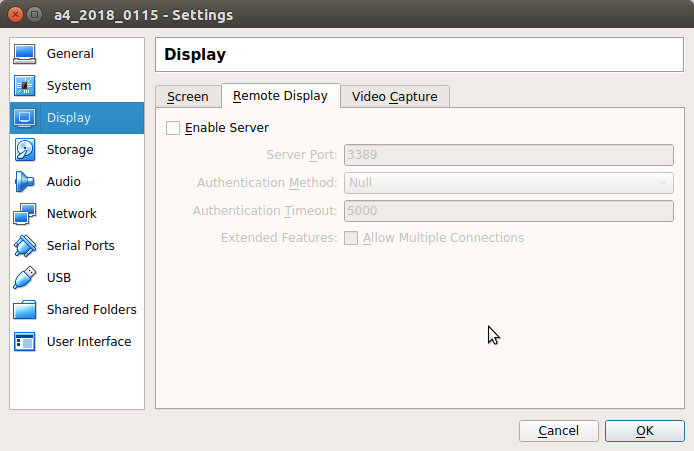 a4_2018_0115 - Settings
General
System
Display
Storage
Audio
Network
Serial Ports
USB
Shared Folders
User Interface
Display
Screen
Remote Display
Video Capture
Enable Server
Server Port: 3389
Authentication Method: Null
Authentication Timeout: 5000
Extended Features: Allow Multiple Connections
Cancel
OK